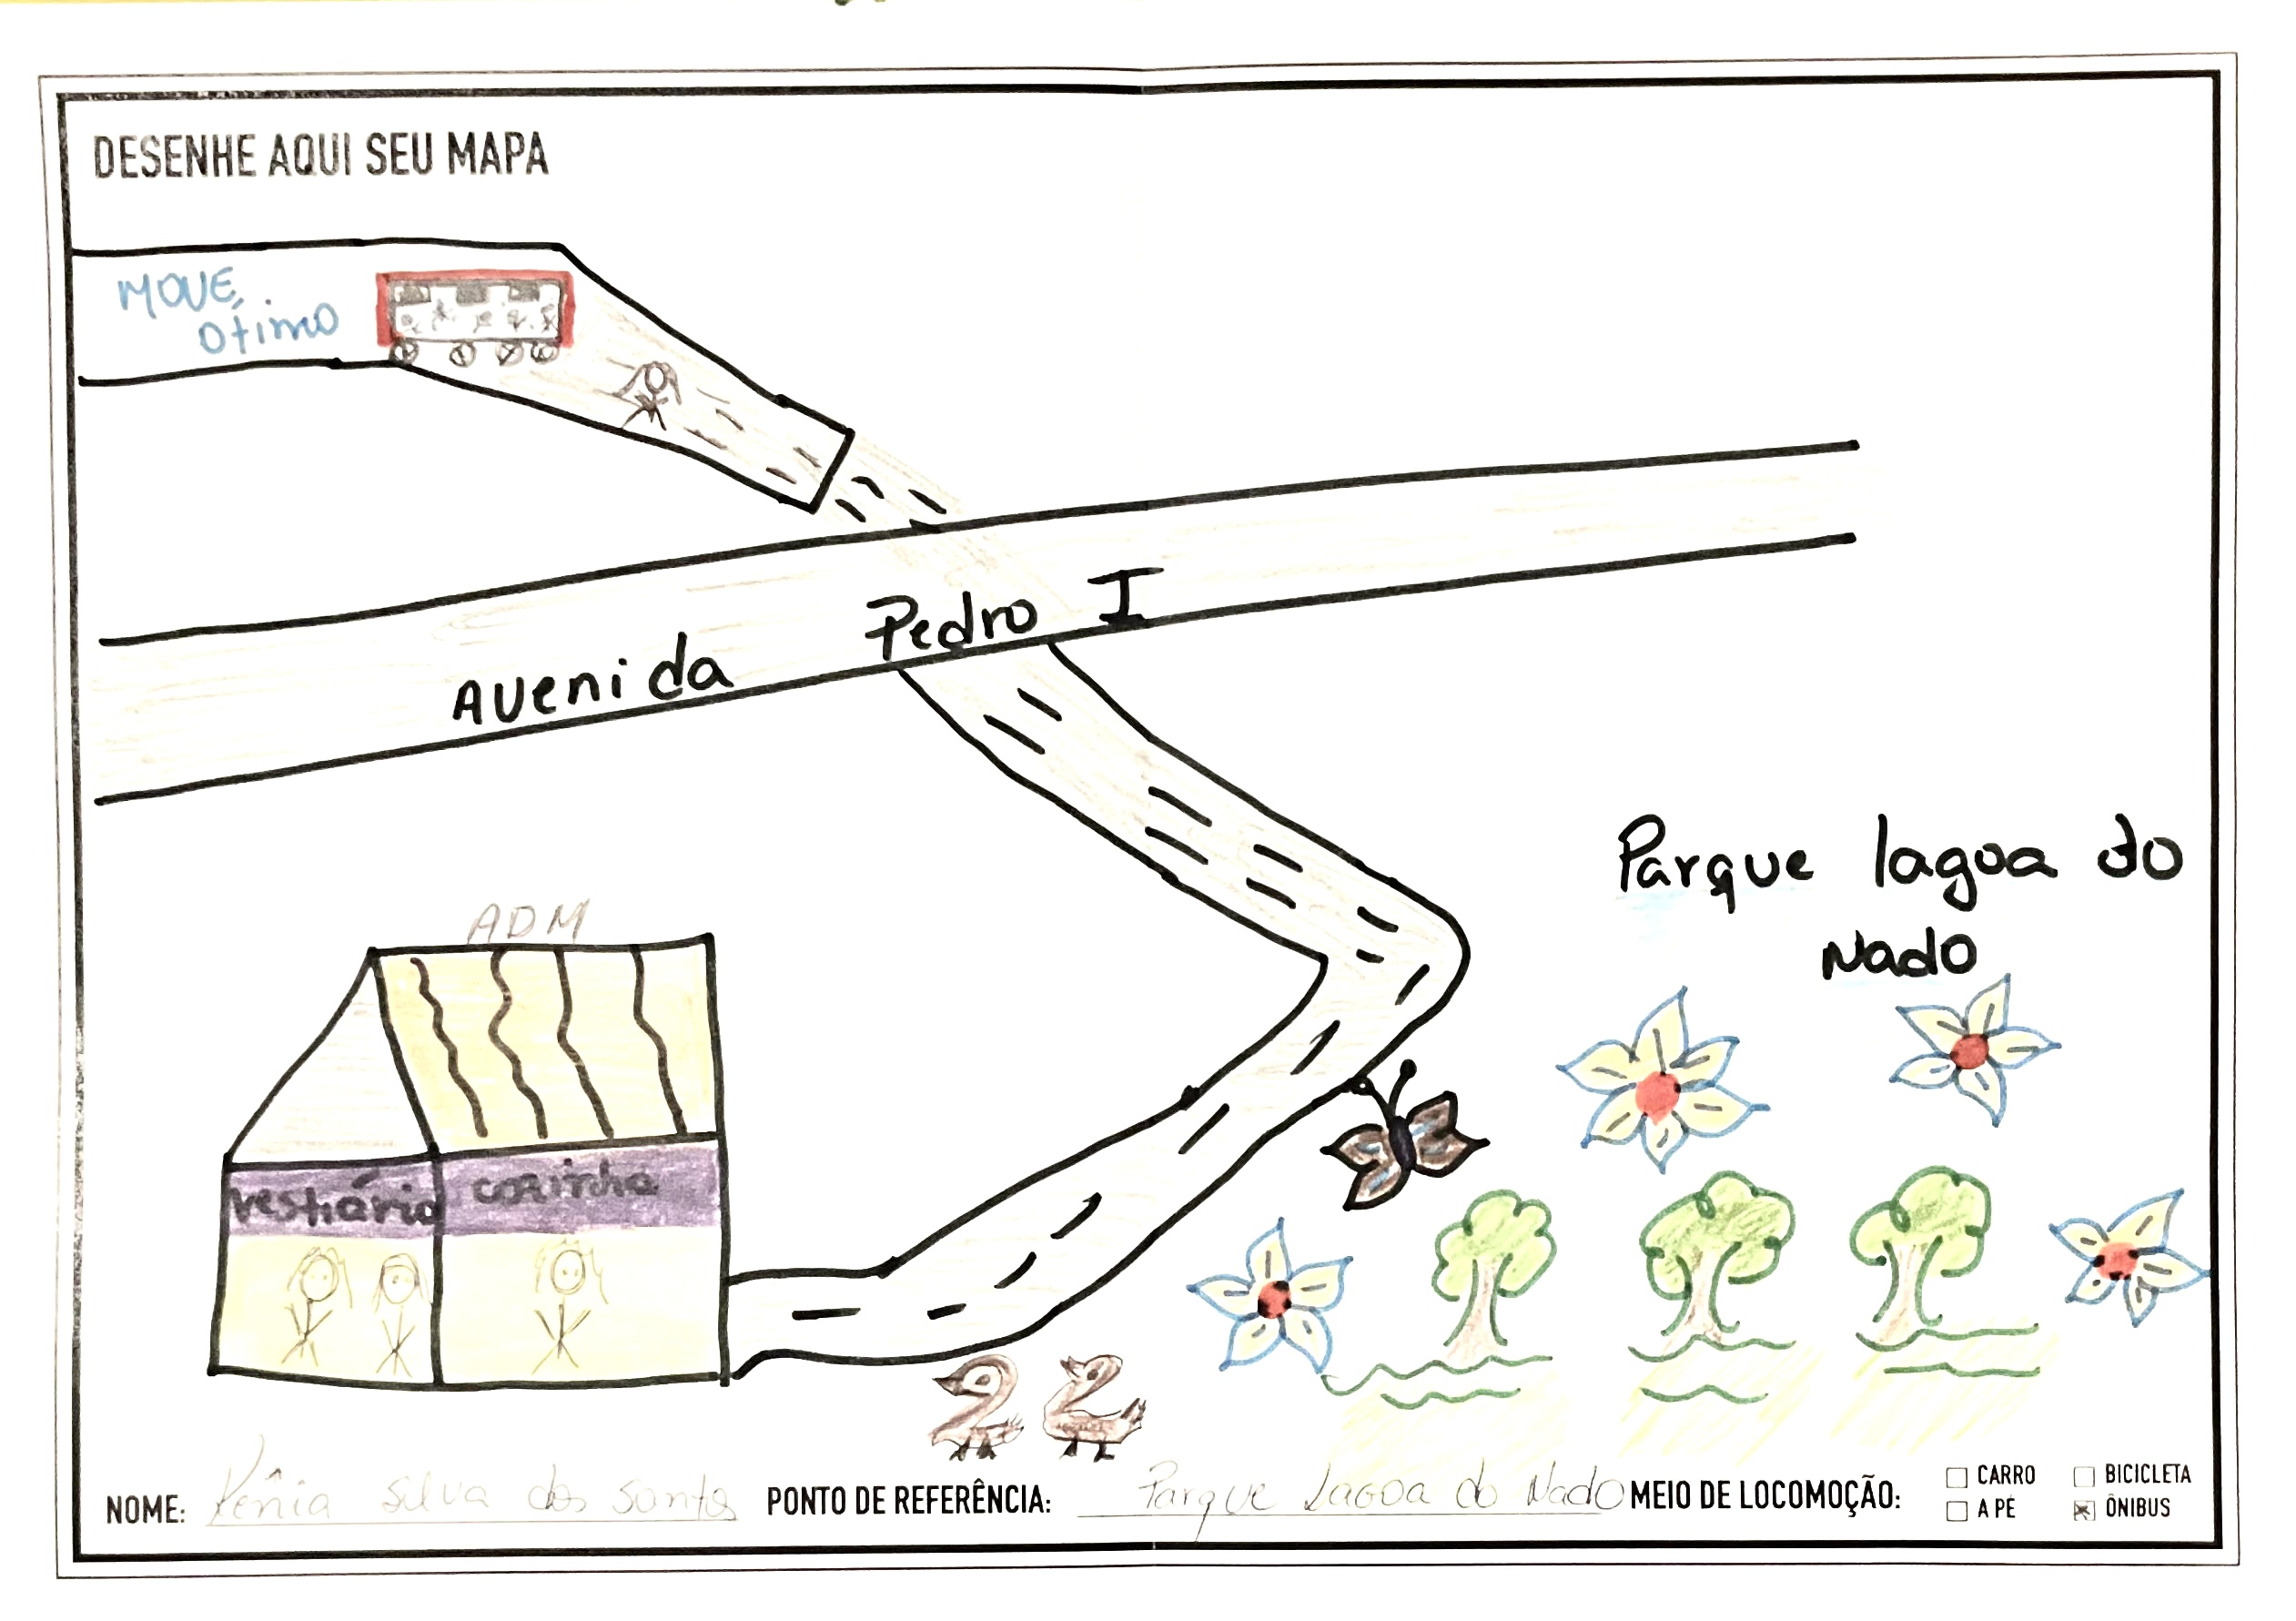 DESENHE AQUI SEU MAPA
MOVE,
otimo
Avenida Pedro I
Parque lagoa do
Nado
ADM
vestiário cozinha
NOME: Kênia Silva dos Santos PONTO DE REFERÊNCIA: Parque Lagoa do Nado MEIO DE LOCOMOÇÃO: CARRO BICICLETA
A PÉ ÔNIBUS